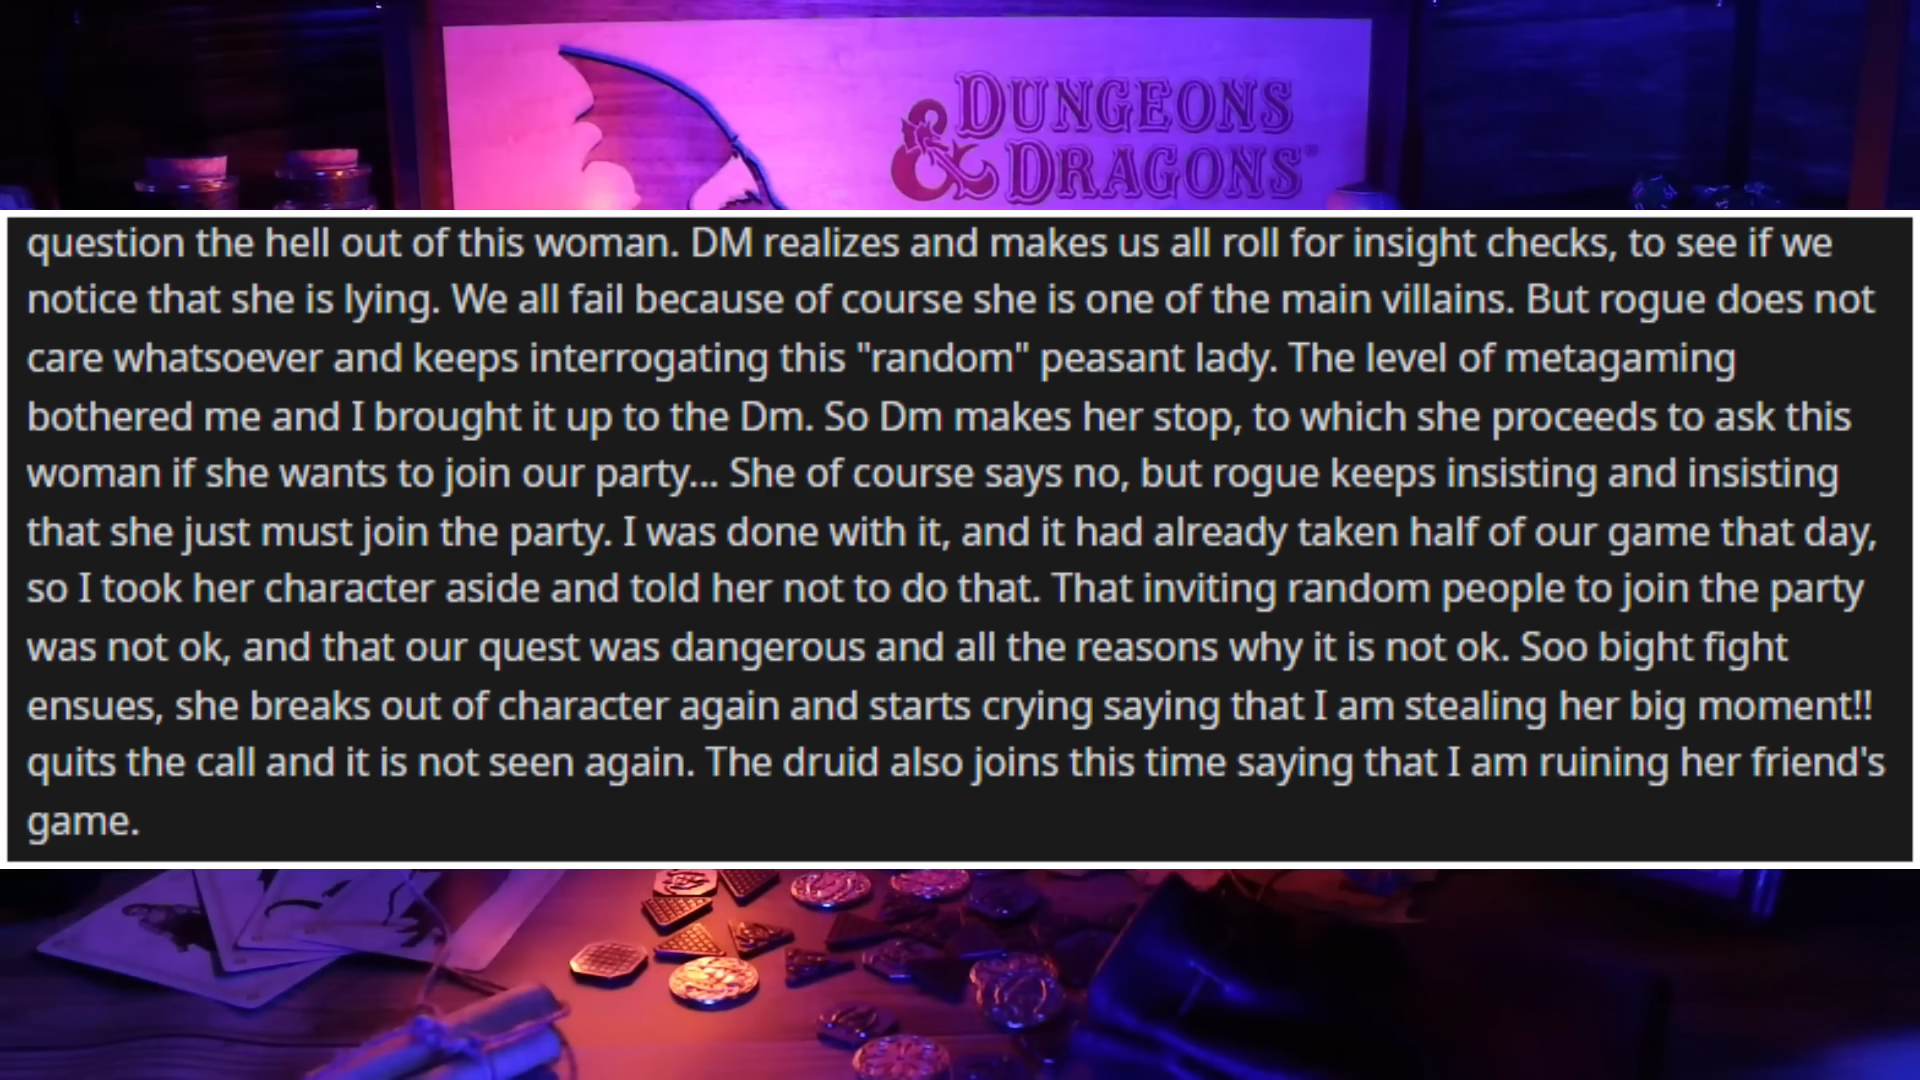 DUNGEONS
& DRAGONS
question the hell out of this woman. DM realizes and makes us all roll for insight checks, to see if we
notice that she is lying. We all fail because of course she is one of the main villains. But rogue does not
care whatsoever and keeps interrogating this "random" peasant lady. The level of metagaming
bothered me and I brought it up to the Dm. So Dm makes her stop, to which she proceeds to ask this
woman if she wants to join our party... She of course says no, but rogue keeps insisting and insisting
that she just must join the party. I was done with it, and it had already taken half of our game that day,
so I took her character aside and told her not to do that. That inviting random people to join the party
was not ok, and that our quest was dangerous and all the reasons why it is not ok. Soo bight fight
ensues, she breaks out of character again and starts crying saying that I am stealing her big moment!!
quits the call and it is not seen again. The druid also joins this time saying that I am ruining her friend's
game.